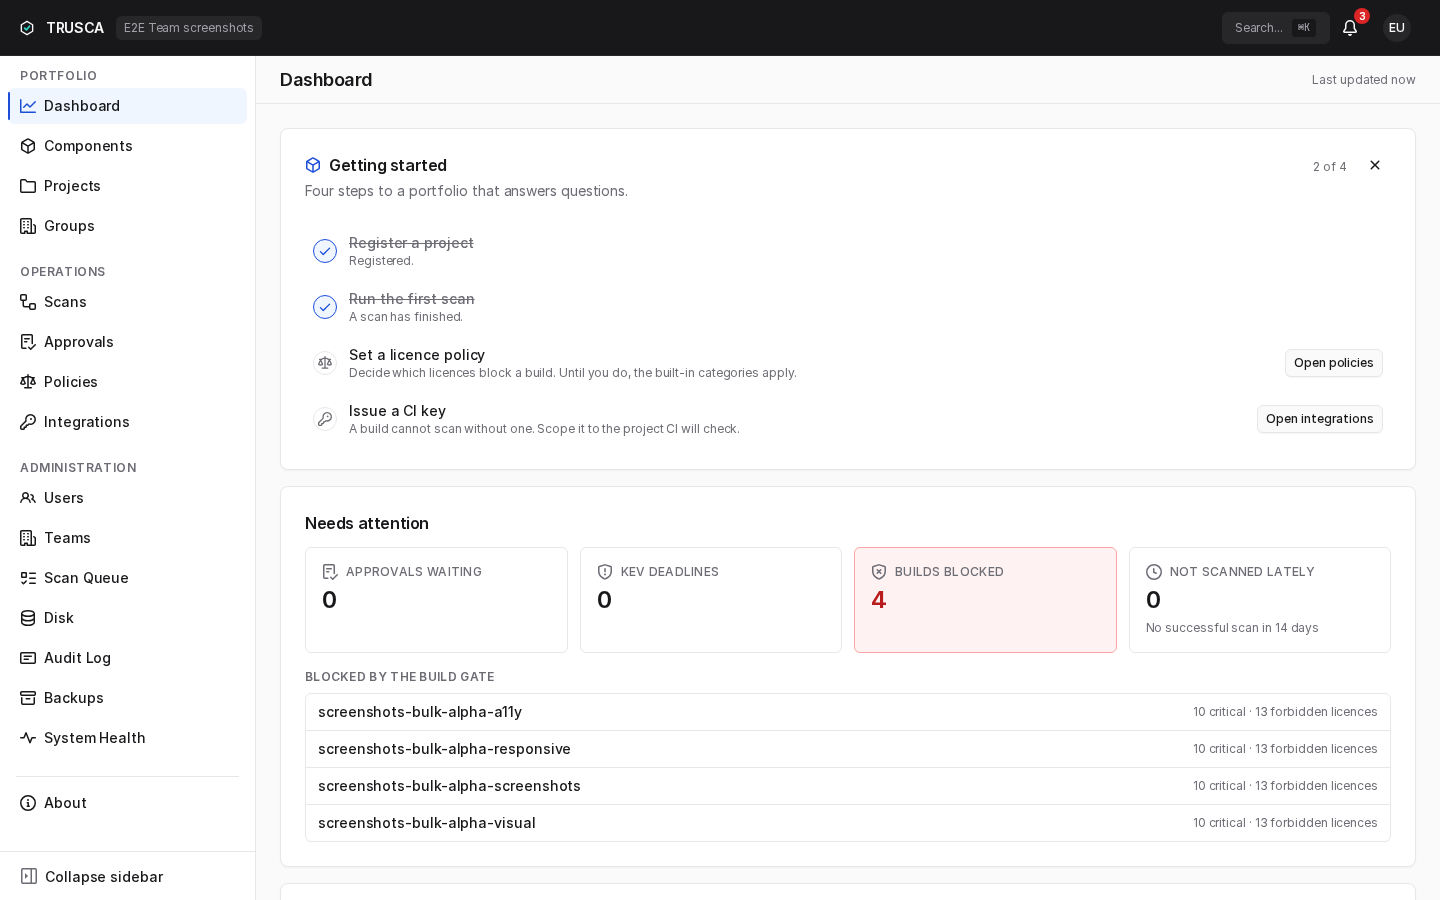 TRUSCA
E2E Team screenshots
Search...
⌘K
3
EU
PORTFOLIO
Dashboard
Components
Projects
Groups
OPERATIONS
Scans
Approvals
Policies
Integrations
ADMINISTRATION
Users
Teams
Scan Queue
Disk
Audit Log
Backups
System Health
About
Collapse sidebar
Dashboard
Last updated now
Getting started
2 of 4
Four steps to a portfolio that answers questions.
Register a project
Registered.
Run the first scan
A scan has finished.
Set a licence policy
Decide which licences block a build. Until you do, the built-in categories apply.
Open policies
Issue a CI key
A build cannot scan without one. Scope it to the project CI will check.
Open integrations
Needs attention
APPROVALS WAITING
0
KEV DEADLINES
0
BUILDS BLOCKED
4
NOT SCANNED LATELY
0
No successful scan in 14 days
BLOCKED BY THE BUILD GATE
screenshots-bulk-alpha-a11y
10 critical · 13 forbidden licences
screenshots-bulk-alpha-responsive
10 critical · 13 forbidden licences
screenshots-bulk-alpha-screenshots
10 critical · 13 forbidden licences
screenshots-bulk-alpha-visual
10 critical · 13 forbidden licences